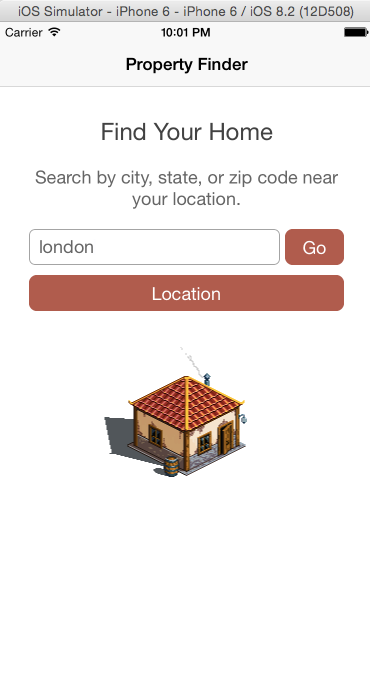 iOS Simulator - iPhone 6 - iPhone 6 / iOS 8.2 (12D508)
Carrier 10:01 PM
Property Finder
Find Your Home
Search by city, state, or zip code near
your location.
london Go
Location